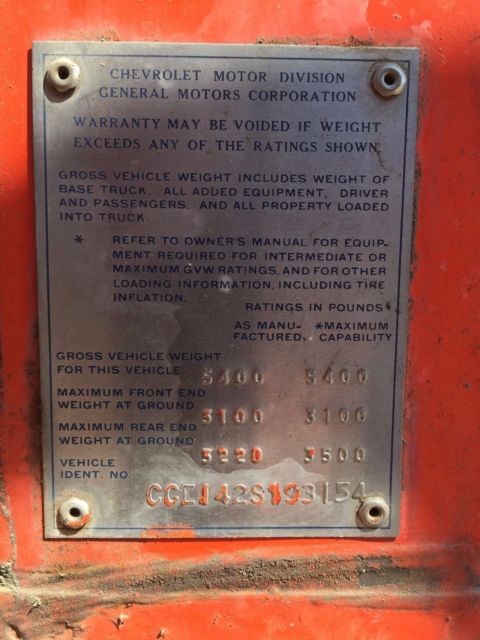 CHEVROLET MOTOR DIVISION
GENERAL MOTORS CORPORATION
WARRANTY MAY BE VOIDED IF WEIGHT
EXCEEDS ANY OF THE RATINGS SHOWN
GROSS VEHICLE WEIGHT INCLUDES WEIGHT OF
BASE TRUCK, ALL ADDED EQUIPMENT, DRIVER
AND PASSENGERS, AND ALL PROPERTY LOADED
INTO TRUCK.
* REFER TO OWNER'S MANUAL FOR EQUIP-
MENT REQUIRED FOR INTERMEDIATE OR
MAXIMUM GVW RATINGS, AND FOR OTHER
LOADING INFORMATION, INCLUDING TIRE
INFLATION.
RATINGS IN POUNDS
AS MANU- *MAXIMUM
FACTURED. CAPABILITY
GROSS VEHICLE WEIGHT
FOR THIS VEHICLE 5400 5400
MAXIMUM FRONT END
WEIGHT AT GROUND 3100 3100
MAXIMUM REAR END
WEIGHT AT GROUND 3220 3500
VEHICLE
IDENT. NO. CCE142S193154